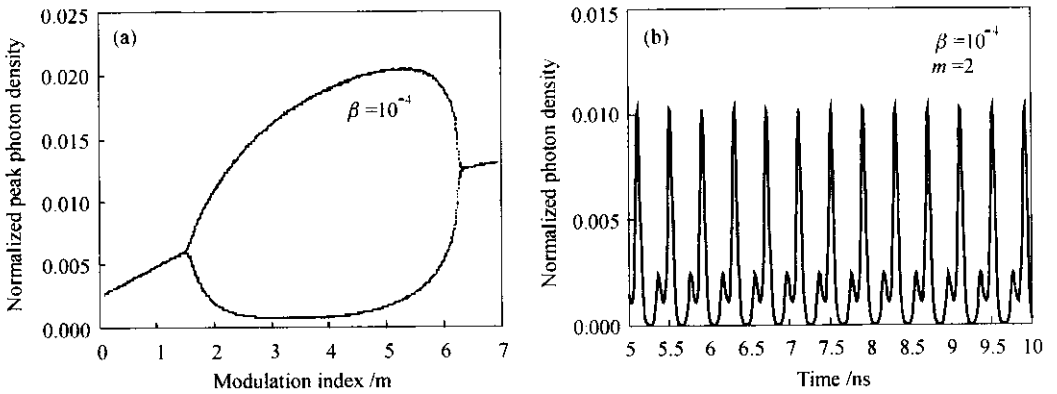 (a)
Normalized peak photon density
0.025
0.020
0.015
0.010
0.005
0.000
β =10⁻⁴
0 1 2 3 4 5 6 7
Modulation index /m
(b)
Normalized photon density
0.015
0.010
0.005
0.000
β =10⁻⁴
m =2
5 5.5 6 6.5 7 7.5 8 8.5 9 9.5 10
Time /ns